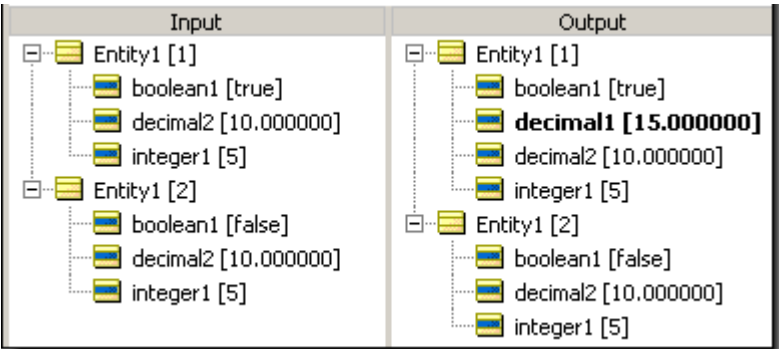 Input
Entity1 [1]
boolean1 [true]
decimal2 [10.000000]
integer1 [5]
Entity1 [2]
boolean1 [false]
decimal2 [10.000000]
integer1 [5]
Output
Entity1 [1]
boolean1 [true]
decimal1 [15.000000]
decimal2 [10.000000]
integer1 [5]
Entity1 [2]
boolean1 [false]
decimal2 [10.000000]
integer1 [5]